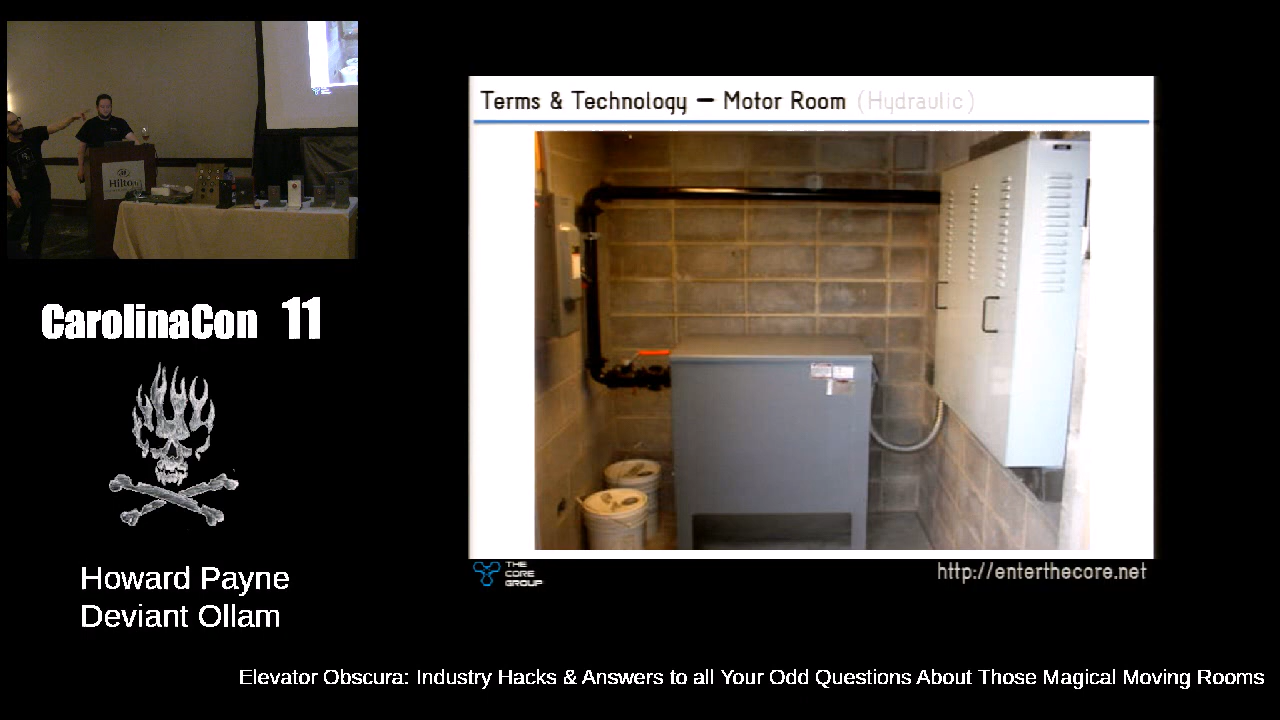 Terms & Technology — Motor Room (Hydraulic)
Hilton
CarolinaCon 11
THE
CORE
GROUP
http://enterthecore.net
Howard Payne
Deviant Ollam
Elevator Obscura: Industry Hacks & Answers to all Your Odd Questions About Those Magical Moving Rooms